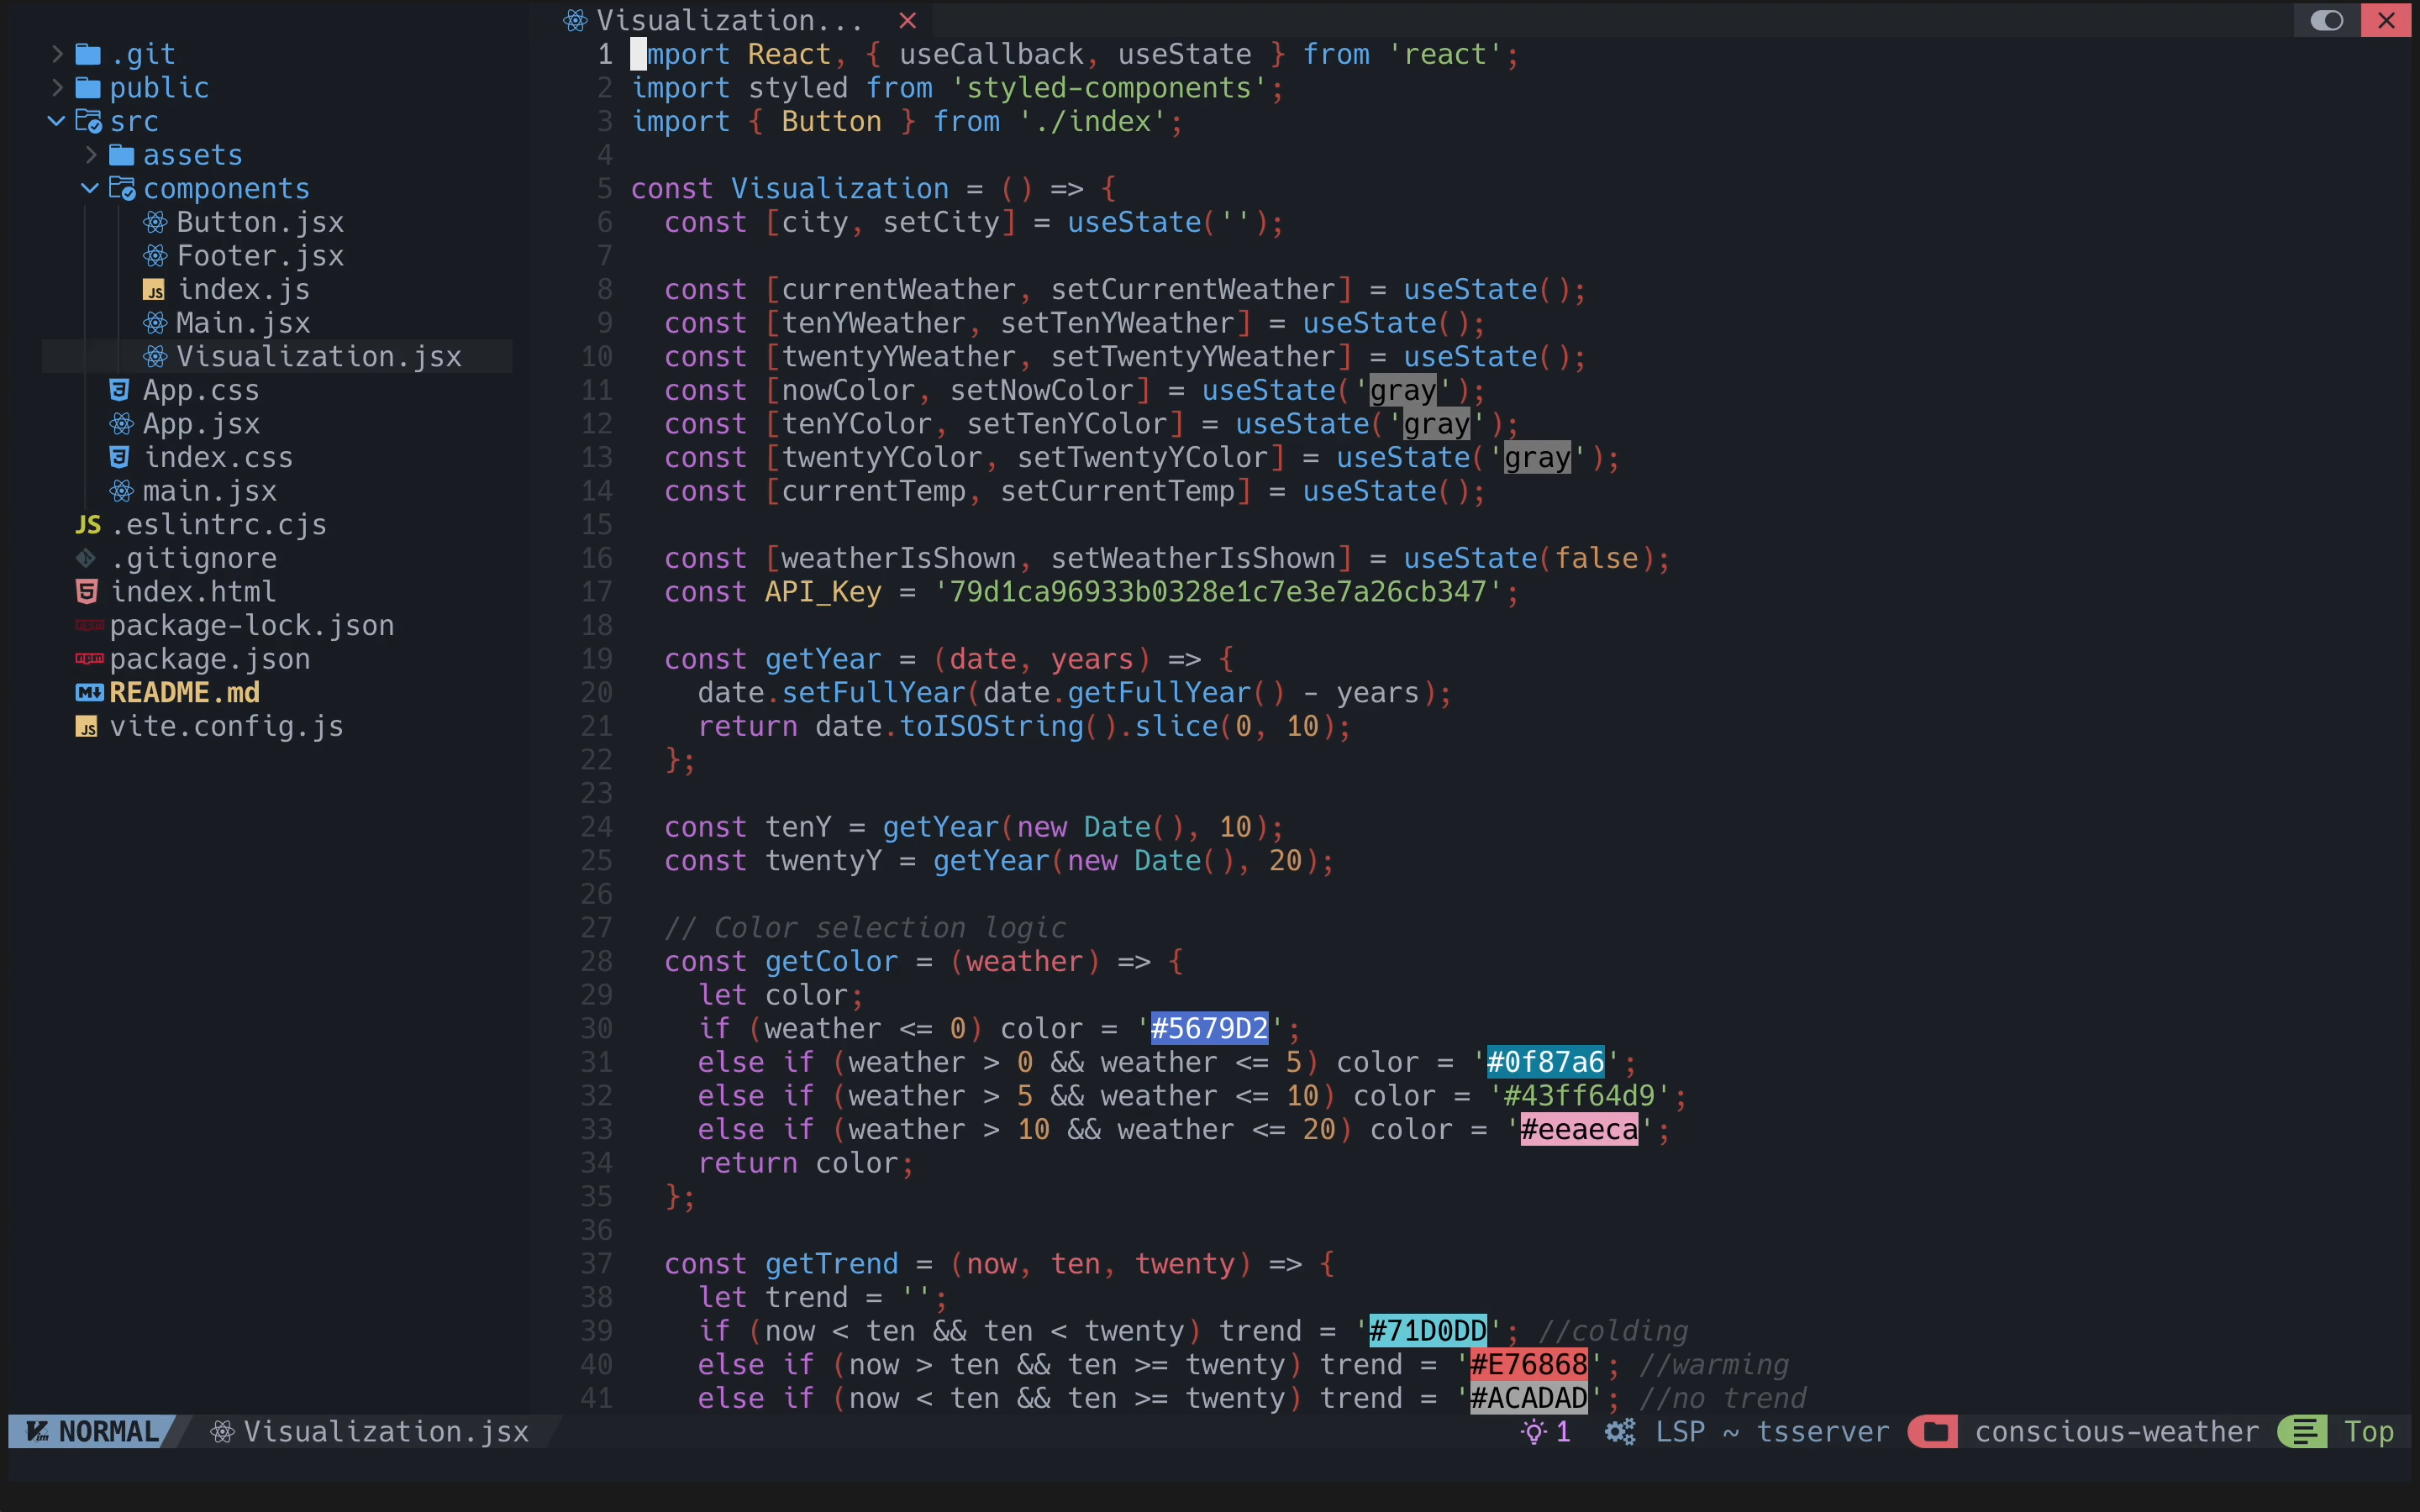 Visualization...
.git
public
src
assets
components
Button.jsx
Footer.jsx
index.js
Main.jsx
Visualization.jsx
App.css
App.jsx
index.css
main.jsx
.eslintrc.cjs
.gitignore
index.html
package-lock.json
package.json
README.md
vite.config.js
1 import React, { useCallback, useState } from 'react';
2 import styled from 'styled-components';
3 import { Button } from './index';
4
5 const Visualization = () => {
6   const [city, setCity] = useState('');
7
8   const [currentWeather, setCurrentWeather] = useState();
9   const [tenYWeather, setTenYWeather] = useState();
10   const [twentyYWeather, setTwentyYWeather] = useState();
11   const [nowColor, setNowColor] = useState('gray');
12   const [tenYColor, setTenYColor] = useState('gray');
13   const [twentyYColor, setTwentyYColor] = useState('gray');
14   const [currentTemp, setCurrentTemp] = useState();
15
16   const [weatherIsShown, setWeatherIsShown] = useState(false);
17   const API_Key = '79d1ca96933b0328e1c7e3e7a26cb347';
18
19   const getYear = (date, years) => {
20     date.setFullYear(date.getFullYear() - years);
21     return date.toISOString().slice(0, 10);
22   };
23
24   const tenY = getYear(new Date(), 10);
25   const twentyY = getYear(new Date(), 20);
26
27   // Color selection logic
28   const getColor = (weather) => {
29     let color;
30     if (weather <= 0) color = '#5679D2';
31     else if (weather > 0 && weather <= 5) color = '#0f87a6';
32     else if (weather > 5 && weather <= 10) color = '#43ff64d9';
33     else if (weather > 10 && weather <= 20) color = '#eeaeca';
34     return color;
35   };
36
37   const getTrend = (now, ten, twenty) => {
38     let trend = '';
39     if (now < ten && ten < twenty) trend = '#71D0DD'; //colding
40     else if (now > ten && ten >= twenty) trend = '#E76868'; //warming
41     else if (now < ten && ten >= twenty) trend = '#ACADAD'; //no trend
NORMAL Visualization.jsx 1 LSP ~ tsserver conscious-weather Top